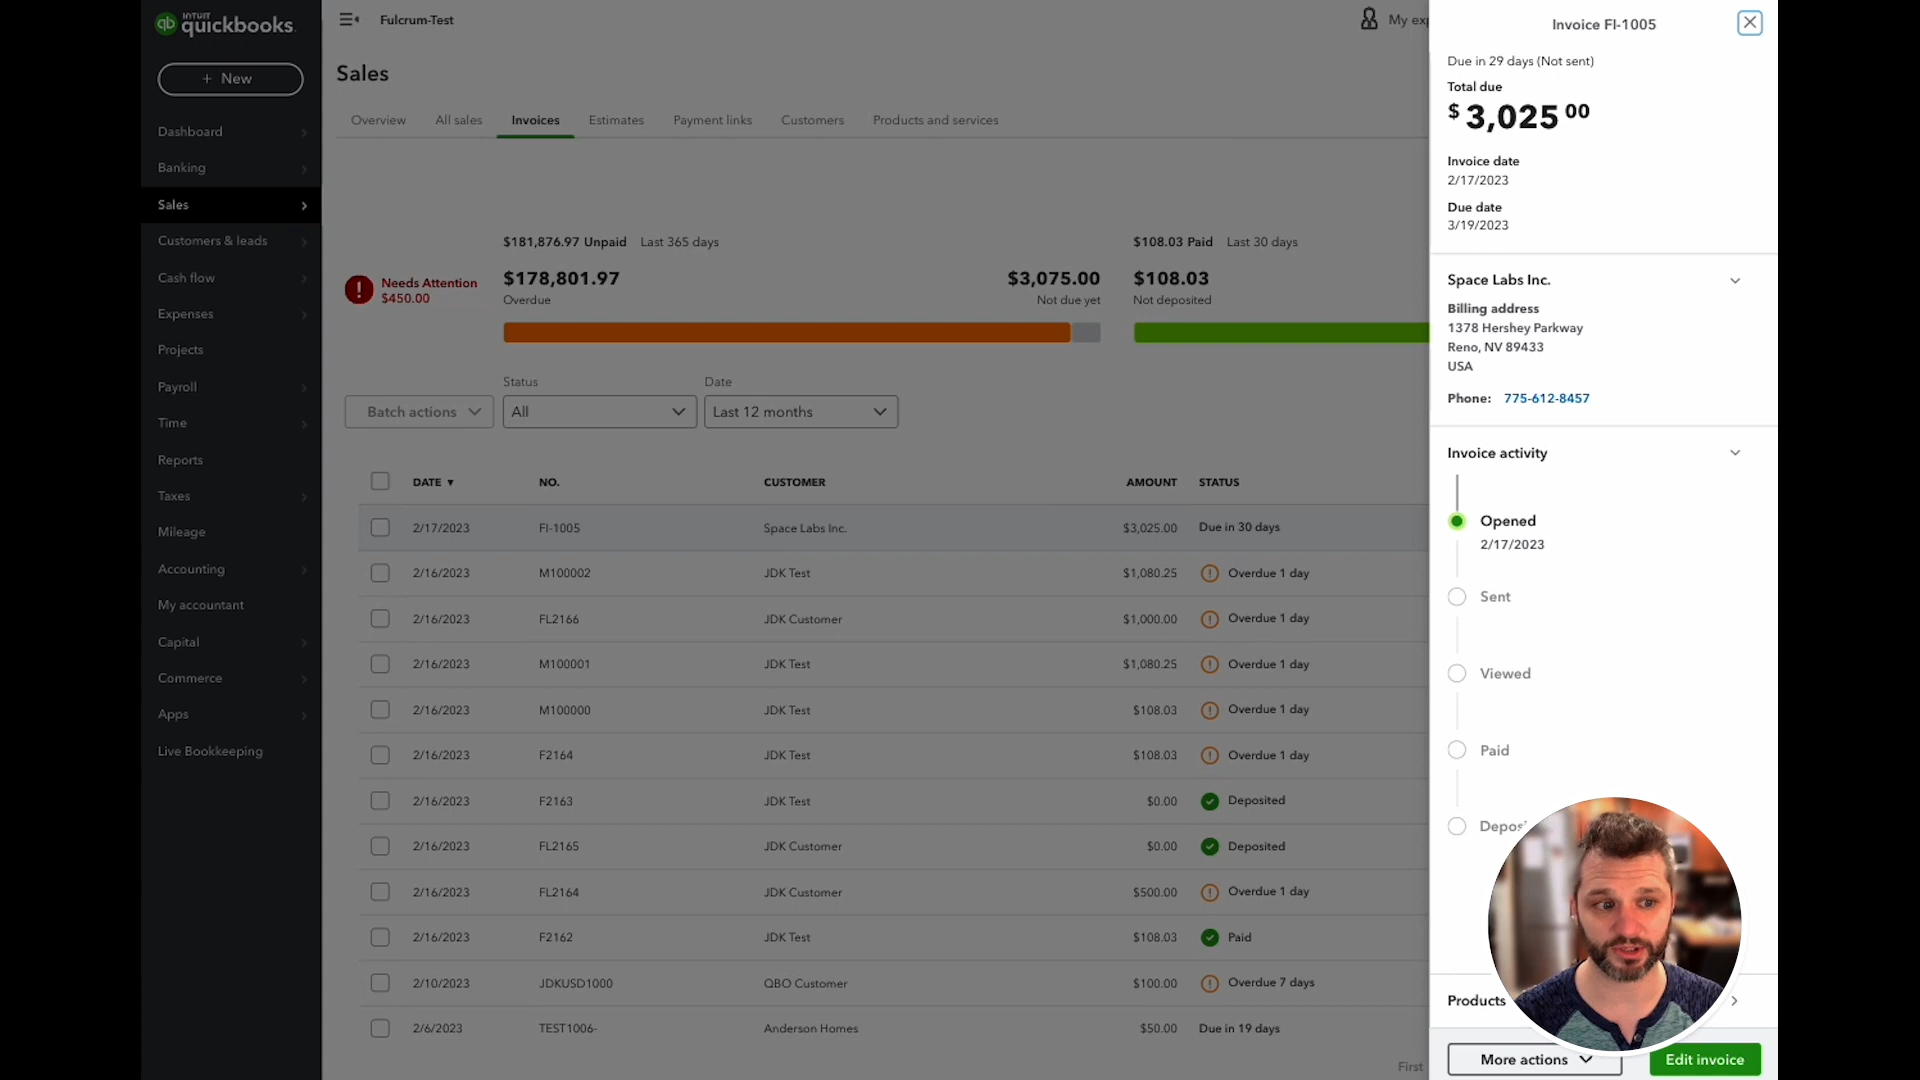 INTUIT
quickbooks.
Fulcrum-Test
Invoice FI-1005
+ New
Sales
Overview
All sales
Invoices
Estimates
Payment links
Customers
Products and services
Dashboard
Banking
Sales
Customers & leads
Cash flow
Expenses
Projects
Payroll
Time
Reports
Taxes
Mileage
Accounting
My accountant
Capital
Commerce
Apps
Live Bookkeeping
$181,876.97 Unpaid Last 365 days
$108.03 Paid Last 30 days
Needs Attention
$450.00
$178,801.97
Overdue
$3,075.00
Not due yet
$108.03
Not deposited
Status
Date
Batch actions
All
Last 12 months
DATE ▼ NO. CUSTOMER AMOUNT STATUS
2/17/2023 FI-1005 Space Labs Inc. $3,025.00 Due in 30 days
2/16/2023 M100002 JDK Test $1,080.25 Overdue 1 day
2/16/2023 FL2166 JDK Customer $1,000.00 Overdue 1 day
2/16/2023 M100001 JDK Test $1,080.25 Overdue 1 day
2/16/2023 M100000 JDK Test $108.03 Overdue 1 day
2/16/2023 F2164 JDK Test $108.03 Overdue 1 day
2/16/2023 F2163 JDK Test $0.00 Deposited
2/16/2023 FL2165 JDK Customer $0.00 Deposited
2/16/2023 FL2164 JDK Customer $500.00 Overdue 1 day
2/16/2023 F2162 JDK Test $108.03 Paid
2/10/2023 JDKUSD1000 QBO Customer $100.00 Overdue 7 days
2/6/2023 TEST1006- Anderson Homes $50.00 Due in 19 days
First
My
Due in 29 days (Not sent)
Total due
$3,025.00
Invoice date
2/17/2023
Due date
3/19/2023
Space Labs Inc.
Billing address
1378 Hershey Parkway
Reno, NV 89433
USA
Phone: 775-612-8457
Invoice activity
Opened
2/17/2023
Sent
Viewed
Paid
Products
More actions
Edit invoice